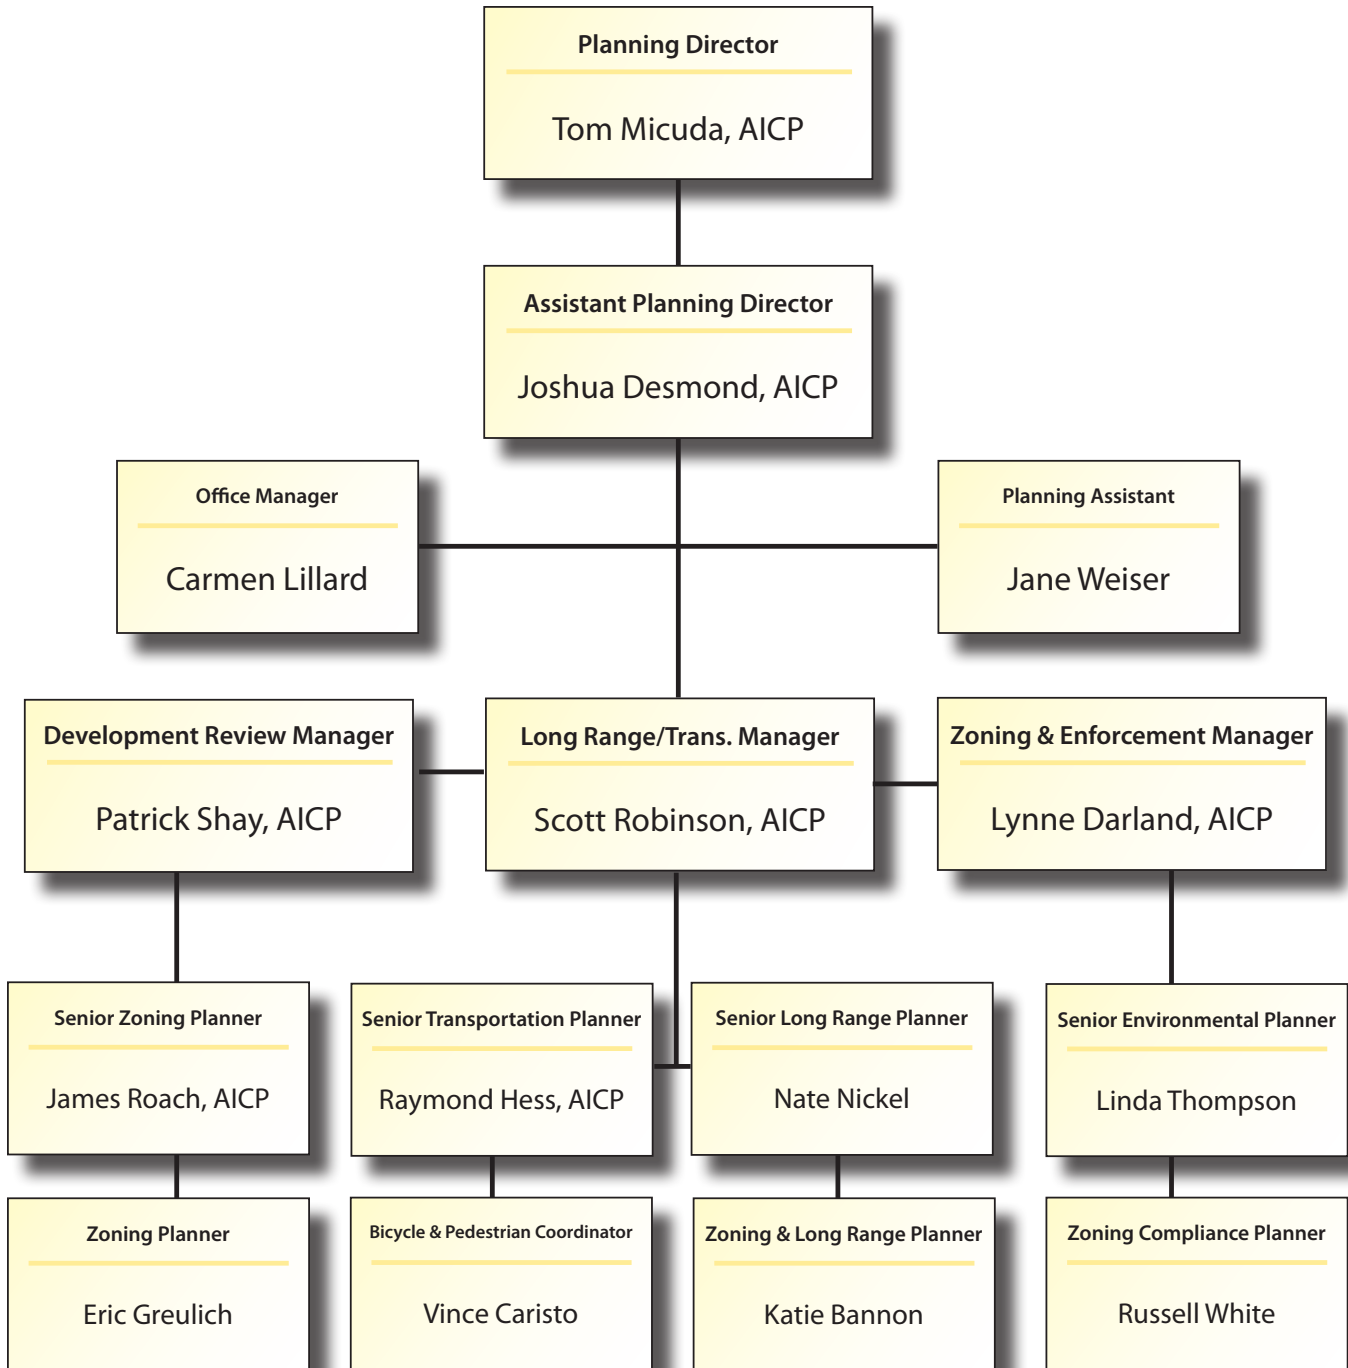 Planning Director
Tom Micuda, AICP
Assistant Planning Director
Joshua Desmond, AICP
Office Manager
Carmen Lillard
Planning Assistant
Jane Weiser
Development Review Manager
Patrick Shay, AICP
Long Range/Trans. Manager
Scott Robinson, AICP
Zoning & Enforcement Manager
Lynne Darland, AICP
Senior Zoning Planner
James Roach, AICP
Senior Transportation Planner
Raymond Hess, AICP
Senior Long Range Planner
Nate Nickel
Senior Environmental Planner
Linda Thompson
Zoning Planner
Eric Greulich
Bicycle & Pedestrian Coordinator
Vince Caristo
Zoning & Long Range Planner
Katie Bannon
Zoning Compliance Planner
Russell White